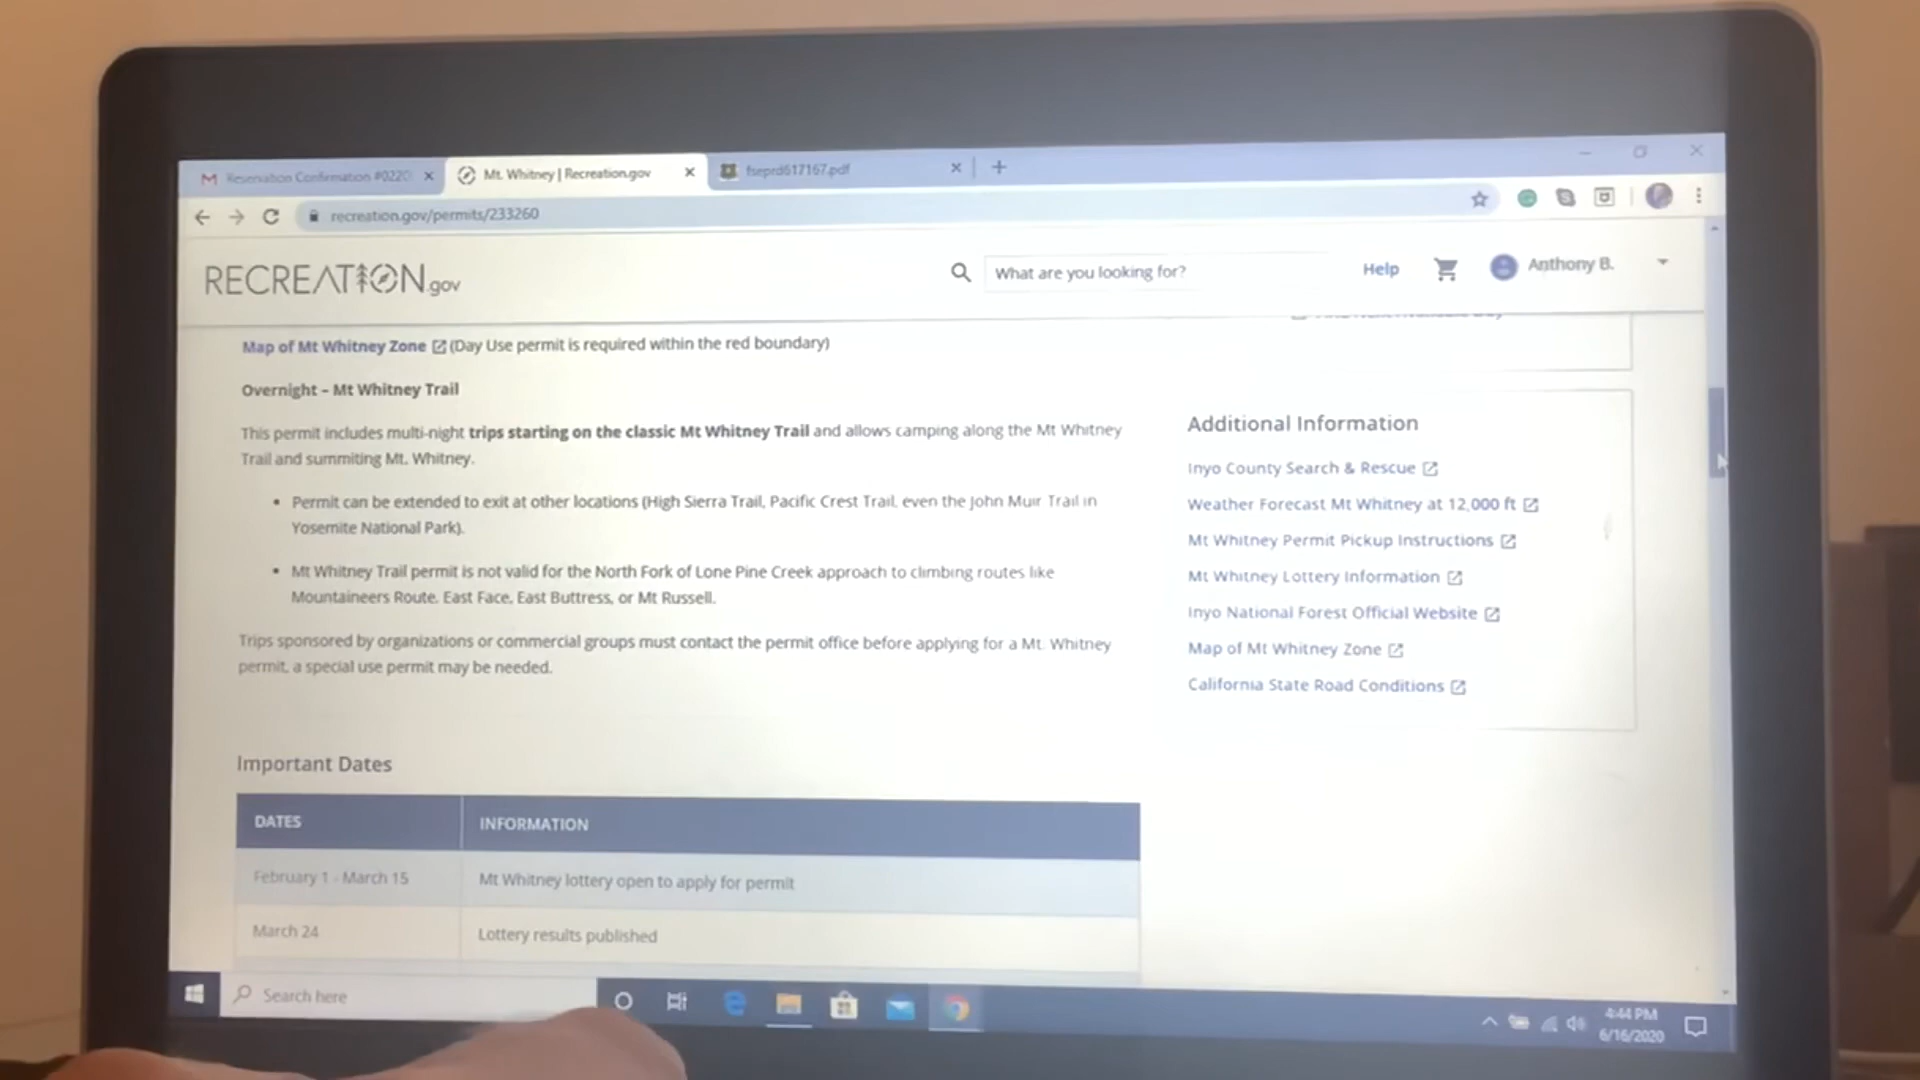 Reservation Confirmation #0220
Mt. Whitney | Recreation.gov
fseprd617167.pdf
recreation.gov/permits/233260
RECREATION.gov
What are you looking for?
Help
Anthony B.
Map of Mt Whitney Zone (Day Use permit is required within the red boundary)
Overnight – Mt Whitney Trail
This permit includes multi-night trips starting on the classic Mt Whitney Trail and allows camping along the Mt Whitney
Trail and summiting Mt. Whitney.
• Permit can be extended to exit at other locations (High Sierra Trail, Pacific Crest Trail, even the John Muir Trail in
Yosemite National Park).
• Mt Whitney Trail permit is not valid for the North Fork of Lone Pine Creek approach to climbing routes like
Mountaineers Route, East Face, East Buttress, or Mt Russell.
Trips sponsored by organizations or commercial groups must contact the permit office before applying for a Mt. Whitney
permit, a special use permit may be needed.
Additional Information
Inyo County Search & Rescue
Weather Forecast Mt Whitney at 12,000 ft
Mt Whitney Permit Pickup Instructions
Mt Whitney Lottery Information
Inyo National Forest Official Website
Map of Mt Whitney Zone
California State Road Conditions
Important Dates
DATES INFORMATION
February 1 - March 15 Mt Whitney lottery open to apply for permit
March 24 Lottery results published
Search here
4:44 PM
6/16/2020